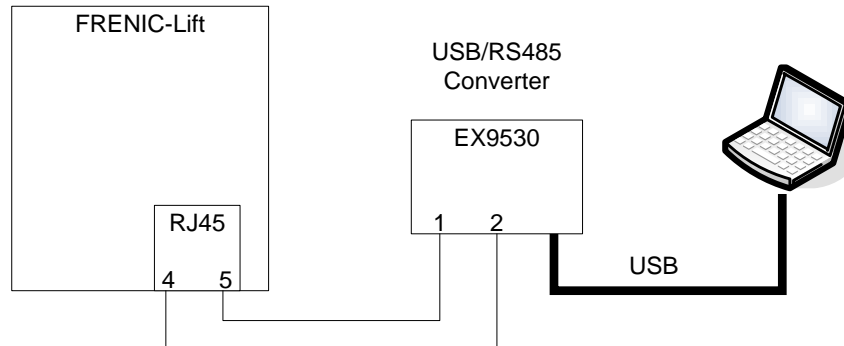 FRENIC-Lift
USB/RS485
Converter
EX9530
RJ45
1 2
4 5
USB